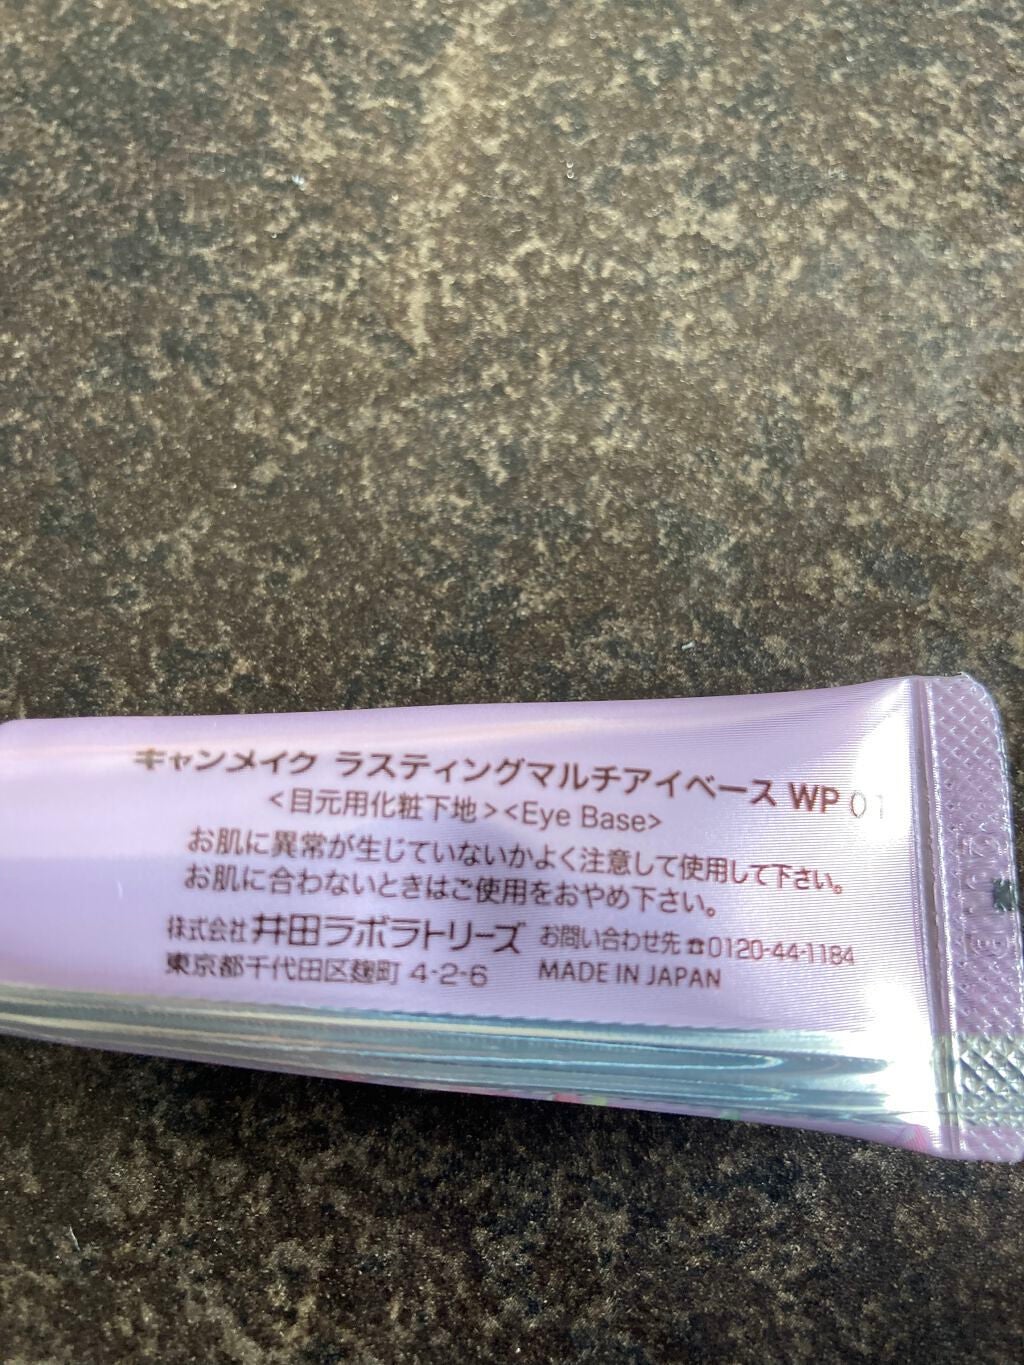 キャンメイク ラスティングマルチアイベース WP 01
<目元用化粧下地><Eye Base>
お肌に異常が生じていないかよく注意して使用して下さい。
お肌に合わないときはご使用をおやめ下さい。
株式会社 井田ラボラトリーズ お問い合わせ先 ☎0120-44-1184
東京都千代田区麹町 4-2-6 MADE IN JAPAN